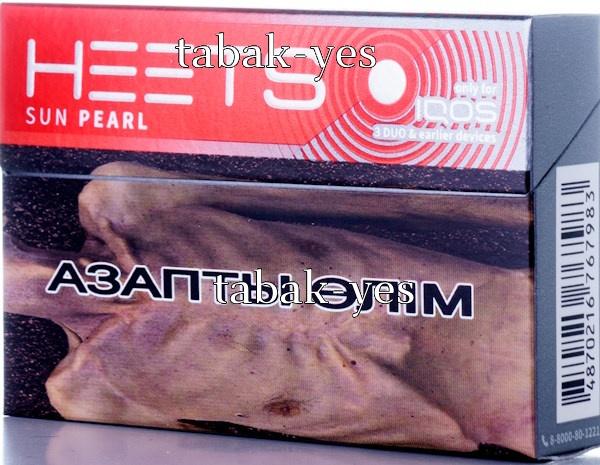 HEETS
tabak-yes
SUN PEARL
only for
IQOS
3 DUO & earlier devices
АЗАПТЫ ӨЛІМ
tabak-yes
4870216767983
8-8000-80-1221